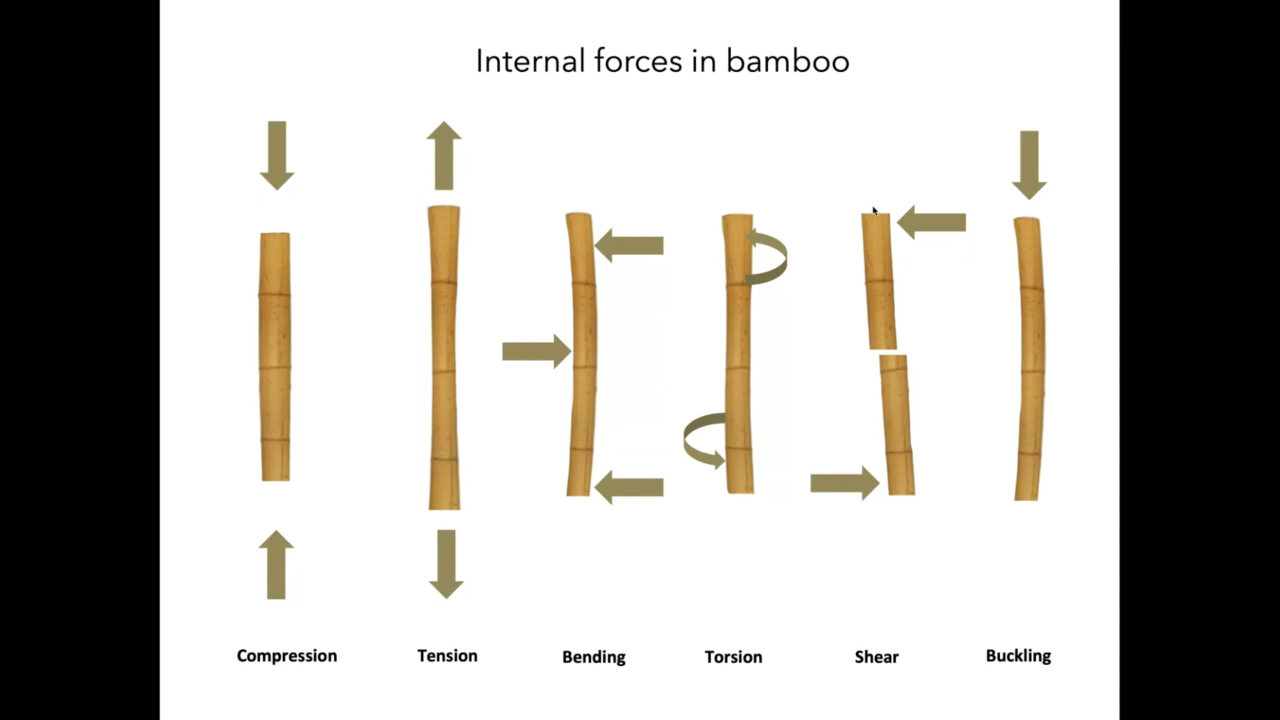 Internal forces in bamboo
Compression
Tension
Bending
Torsion
Shear
Buckling